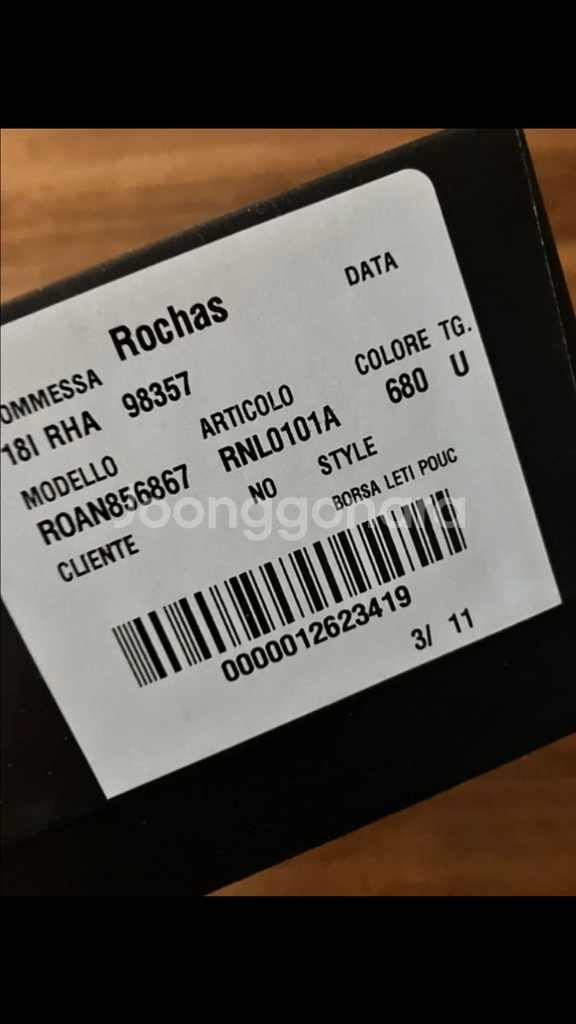 Rochas
DATA
OMMESSA
18I RHA 98357
COLORE TG.
MODELLO ARTICOLO
680 U
ROAN856867 RNL0101A
CLIENTE NO STYLE
BORSA LETI POUC
Joonggonara
0000012623419
3/ 11